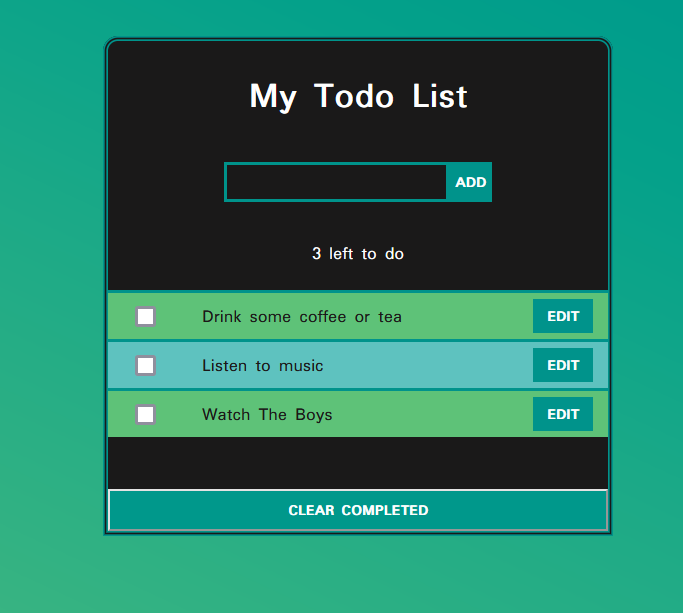 My Todo List
ADD
3 left to do
Drink some coffee or tea
EDIT
Listen to music
EDIT
Watch The Boys
EDIT
CLEAR COMPLETED